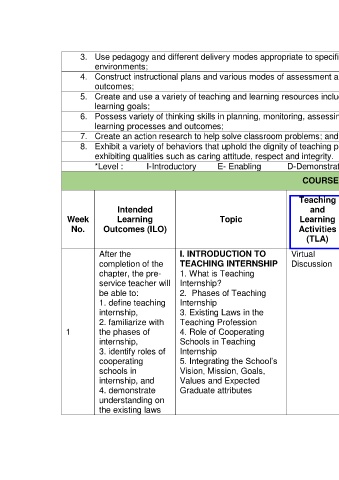 3. Use pedagogy and different delivery modes appropriate to specifi
environments;
4. Construct instructional plans and various modes of assessment a
outcomes;
5. Create and use a variety of teaching and learning resources inclu
learning goals;
6. Possess variety of thinking skills in planning, monitoring, assessin
learning processes and outcomes;
7. Create an action research to help solve classroom problems; and
8. Exhibit a variety of behaviors that uphold the dignity of teaching p
exhibiting qualities such as caring attitude, respect and integrity.
*Level : I-Introductory E- Enabling D-Demonstrat
COURSE
Week
No.
Intended
Learning
Outcomes (ILO)
Topic
Teaching
and
Learning
Activities
(TLA)
1
After the
completion of the
chapter, the pre-
service teacher will
be able to:
1. define teaching
internship,
2. familiarize with
the phases of
internship,
3. identify roles of
cooperating
schools in
internship, and
4. demonstrate
understanding on
the existing laws
I. INTRODUCTION TO
TEACHING INTERNSHIP
1. What is Teaching
Internship?
2. Phases of Teaching
Internship
3. Existing Laws in the
Teaching Profession
4. Role of Cooperating
Schools in Teaching
Internship
5. Integrating the School's
Vision, Mission, Goals,
Values and Expected
Graduate attributes
Virtual
Discussion